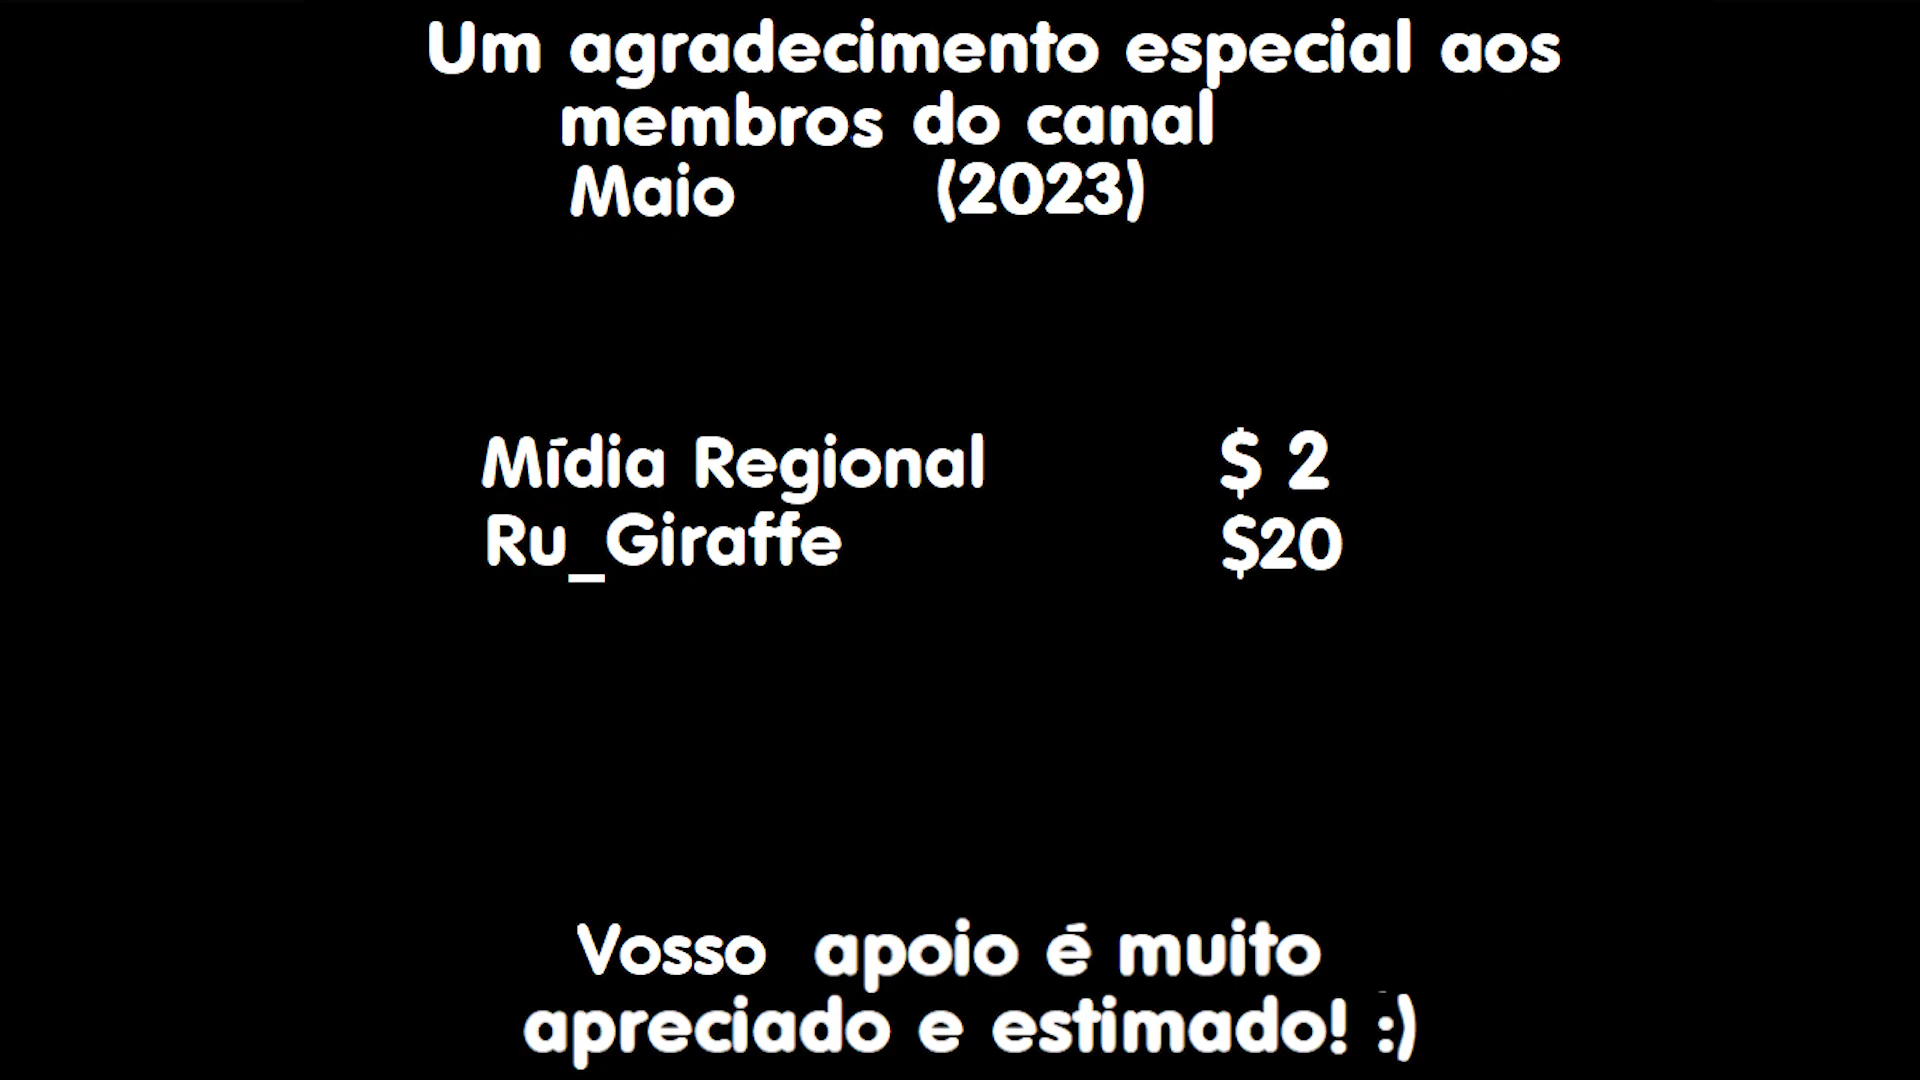 Um agradecimento especial aos
membros do canal
Maio (2023)
Mídia Regional $ 2
Ru_Giraffe $20
Vosso apoio é muito
apreciado e estimado! :)